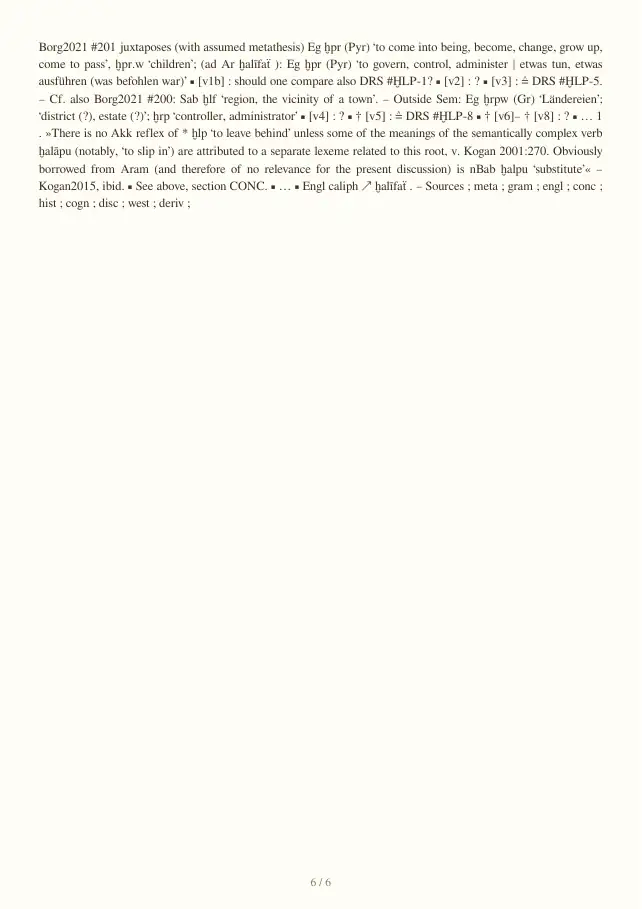 Borg2021 #201 juxtaposes (with assumed metathesis) Eg ḫpr (Pyr) ‘to come into being, become, change, grow up,
come to pass’, ḫpr.w ‘children’; (ad Ar ḫalīfaẗ ): Eg ḫpr (Pyr) ‘to govern, control, administer | etwas tun, etwas
ausführen (was befohlen war)’ ▪ [v1b] : should one compare also DRS #ḪLP-1? ▪ [v2] : ? ▪ [v3] : ≙ DRS #ḪLP-5.
– Cf. also Borg2021 #200: Sab ḫlf ‘region, the vicinity of a town’. – Outside Sem: Eg ḫrpw (Gr) ‘Ländereien’;
‘district (?), estate (?)’; ḫrp ‘controller, administrator’ ▪ [v4] : ? ▪ † [v5] : ≙ DRS #ḪLP-8 ▪ † [v6]– † [v8] : ? ▪ … 1
. »There is no Akk reflex of * ḫlp ‘to leave behind’ unless some of the meanings of the semantically complex verb
ḫalāpu (notably, ‘to slip in’) are attributed to a separate lexeme related to this root, v. Kogan 2001:270. Obviously
borrowed from Aram (and therefore of no relevance for the present discussion) is nBab ḫalpu ‘substitute’« –
Kogan2015, ibid. ▪ See above, section CONC. ▪ … ▪ Engl caliph ↗ ḫalīfaẗ . – Sources ; meta ; gram ; engl ; conc ;
hist ; cogn ; disc ; west ; deriv ;
6 / 6